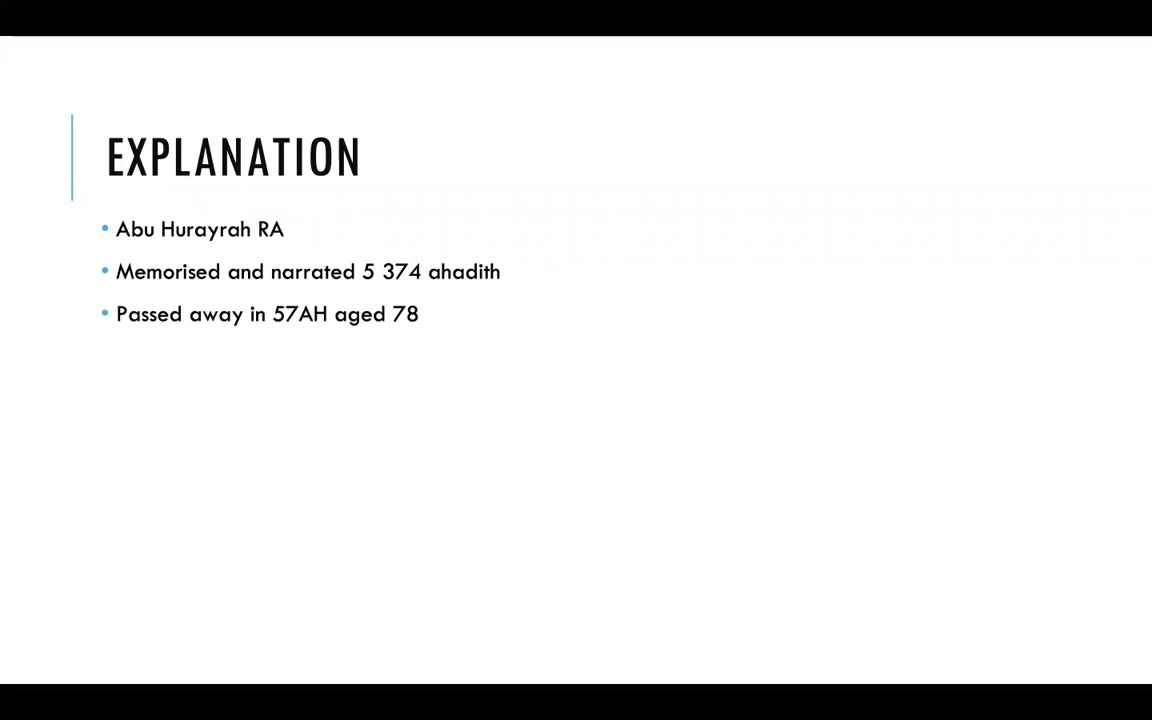 EXPLANATION
• Abu Hurayrah RA
• Memorised and narrated 5 374 ahadith
• Passed away in 57AH aged 78